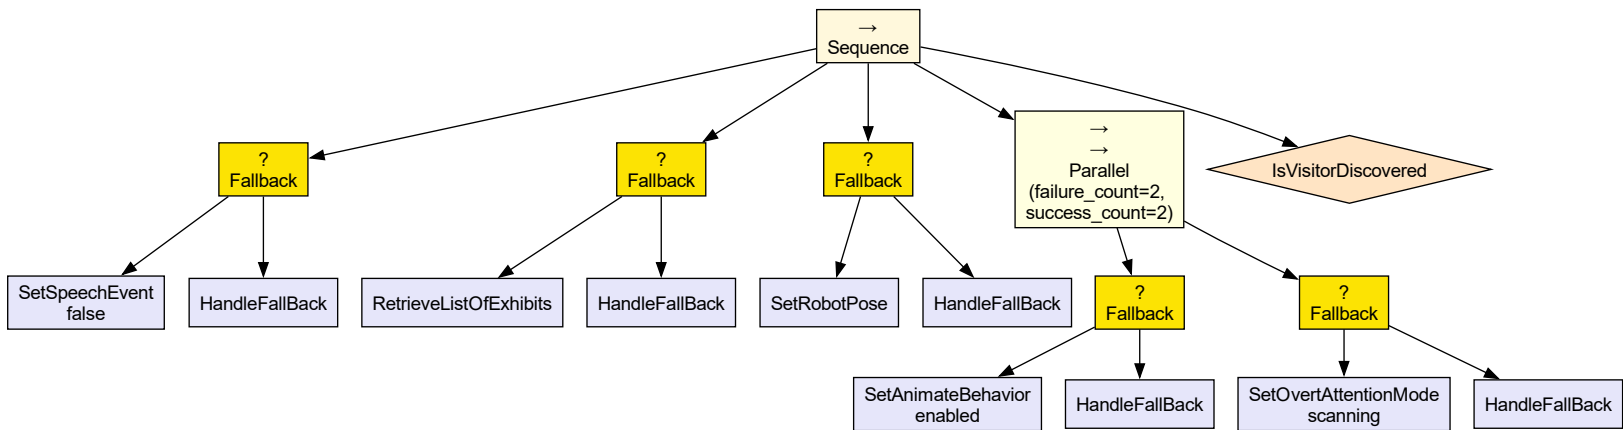 →
Sequence
?
Fallback
?
Fallback
?
Fallback
→
→
Parallel
(failure_count=2,
success_count=2)
IsVisitorDiscovered
SetSpeechEvent
false
HandleFallBack
RetrieveListOfExhibits
HandleFallBack
SetRobotPose
HandleFallBack
?
Fallback
?
Fallback
SetAnimateBehavior
enabled
HandleFallBack
SetOvertAttentionMode
scanning
HandleFallBack